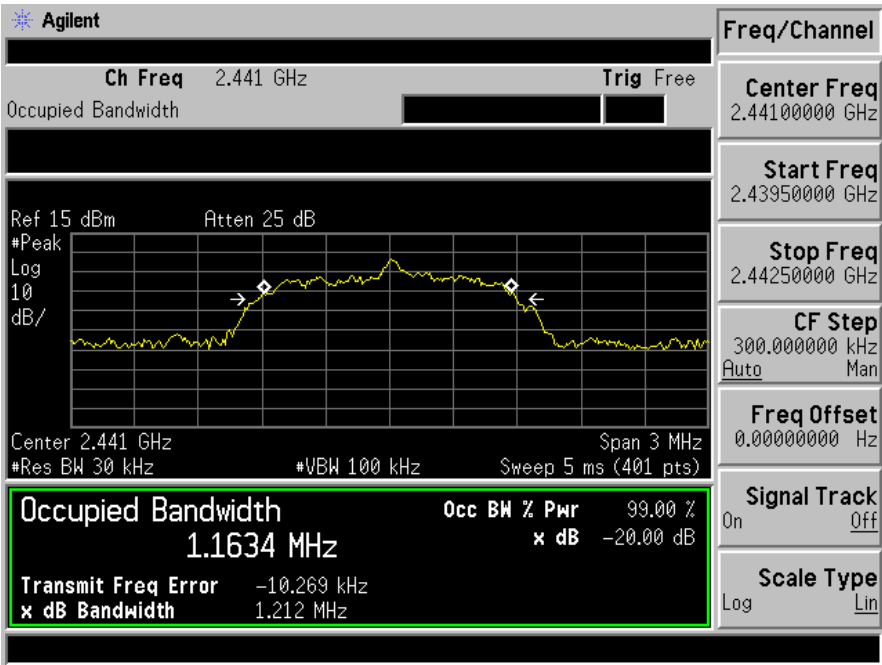 Agilent
Freq/Channel
Ch Freq 2.441 GHz Trig Free
Occupied Bandwidth
Center Freq
2.44100000 GHz
Start Freq
2.43950000 GHz
Stop Freq
2.44250000 GHz
CF Step
300.000000 kHz
Auto Man
Freq Offset
0.00000000 Hz
Signal Track
On Off
Scale Type
Log Lin
Ref 15 dBm Atten 25 dB
#Peak
Log
10
dB/
Center 2.441 GHz Span 3 MHz
#Res BW 30 kHz #VBW 100 kHz Sweep 5 ms (401 pts)
Occupied Bandwidth
1.1634 MHz
Occ BW % Pwr 99.00 %
x dB -20.00 dB
Transmit Freq Error -10.269 kHz
x dB Bandwidth 1.212 MHz